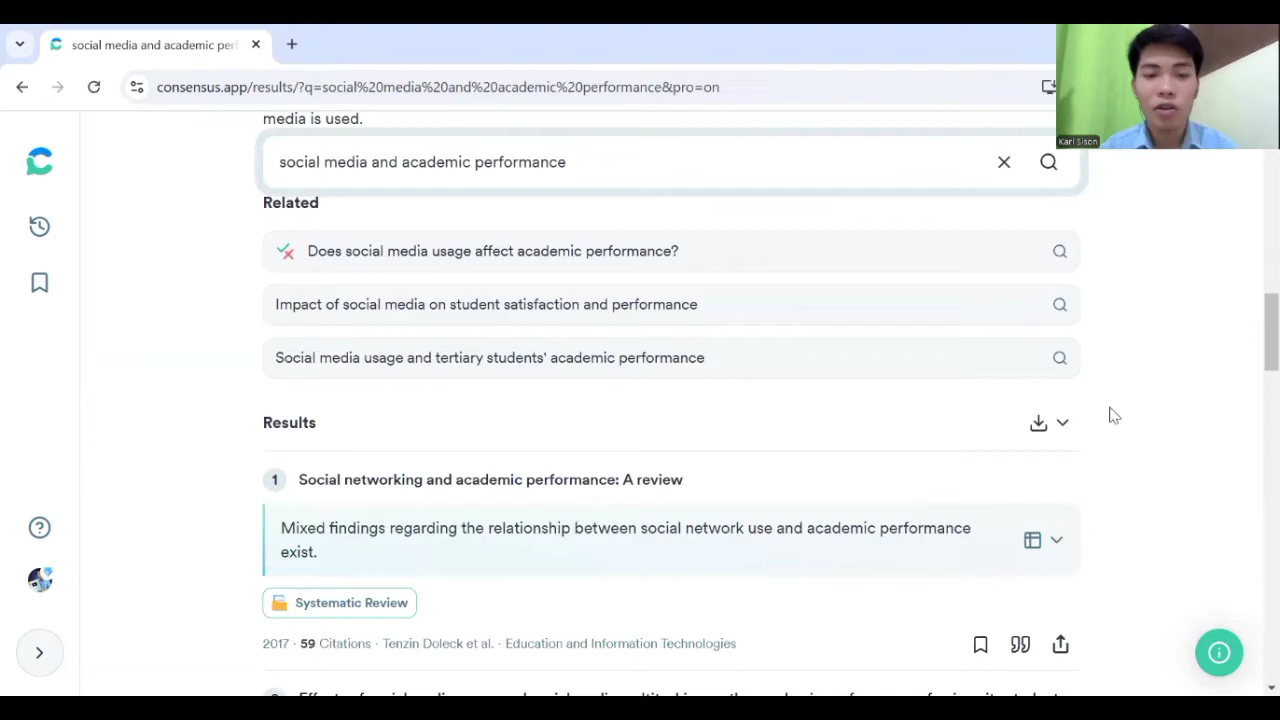 social media and academic per
consensus.app/results/?q=social%20media%20and%20academic%20performance&pro=on
Karl Sison
media is used.
social media and academic performance
Related
Does social media usage affect academic performance?
Impact of social media on student satisfaction and performance
Social media usage and tertiary students' academic performance
Results
1 Social networking and academic performance: A review
Mixed findings regarding the relationship between social network use and academic performance
exist.
Systematic Review
2017 · 59 Citations · Tenzin Doleck et al. · Education and Information Technologies